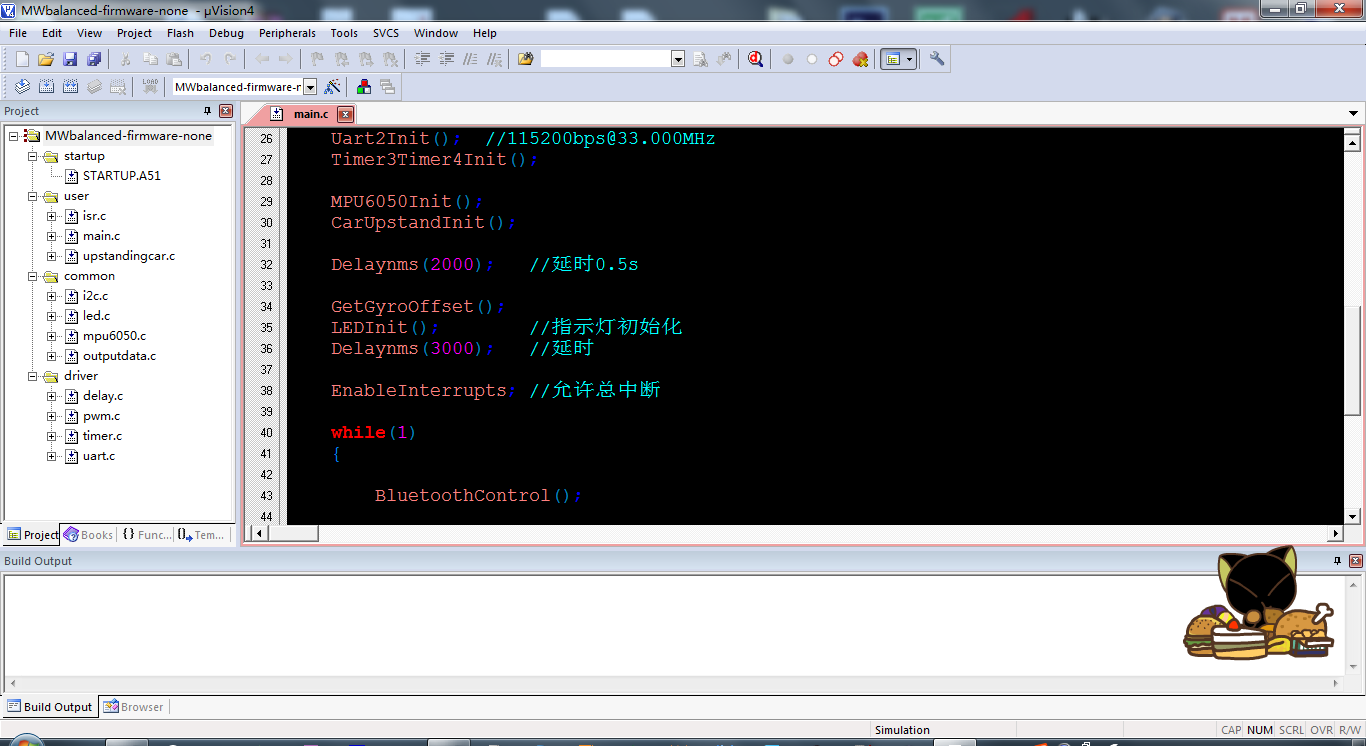 MWbalanced-firmware-none - µVision4
File Edit View Project Flash Debug Peripherals Tools SVCS Window Help
LOAD MWbalanced-firmware-r
Project
main.c
MWbalanced-firmware-none
startup
STARTUP.A51
user
isr.c
main.c
upstandingcar.c
common
i2c.c
led.c
mpu6050.c
outputdata.c
driver
delay.c
pwm.c
timer.c
uart.c
Project Books {} Func... {} Tem...
26 Uart2Init(); //115200bps@33.000MHz
27 Timer3Timer4Init();
28
29 MPU6050Init();
30 CarUpstandInit();
31
32 Delaynms(2000); //延时0.5s
33
34 GetGyroOffset();
35 LEDInit(); //指示灯初始化
36 Delaynms(3000); //延时
37
38 EnableInterrupts; //允许总中断
39
40 while(1)
41 {
42
43 BluetoothControl();
44
Build Output
Build Output Browser
Simulation CAP NUM SCRL OVR R/W